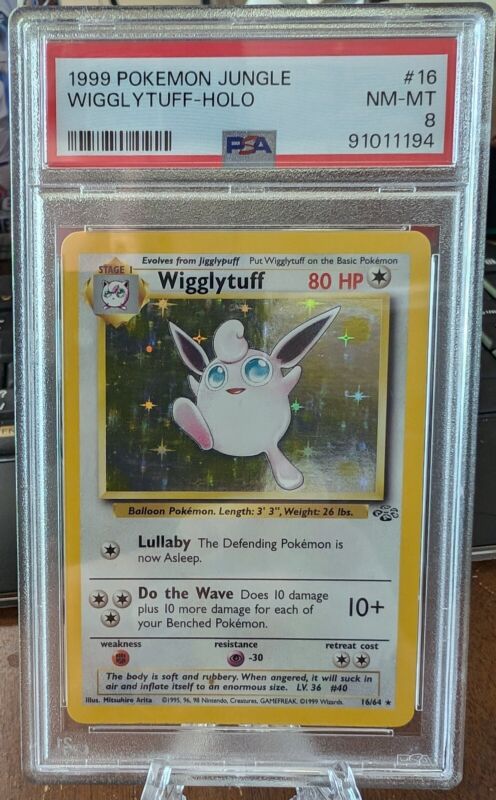 1999 POKEMON JUNGLE #16
WIGGLYTUFF-HOLO NM-MT
8
PSA 91011194
Evolves from Jigglypuff Put Wigglytuff on the Basic Pokémon
STAGE 1
Wigglytuff 80 HP
Balloon Pokémon. Length: 3' 3", Weight: 26 lbs.
Lullaby The Defending Pokémon is
now Asleep.
Do the Wave Does 10 damage
plus 10 more damage for each of
your Benched Pokémon.
10+
weakness resistance retreat cost
-30
The body is soft and rubbery. When angered, it will suck in
air and inflate itself to an enormous size. LV. 36 #40
Illus. Mitsuhiro Arita ©1995, 96, 98 Nintendo, Creatures, GAMEFREAK. ©1999 Wizards. 16/64
PSA